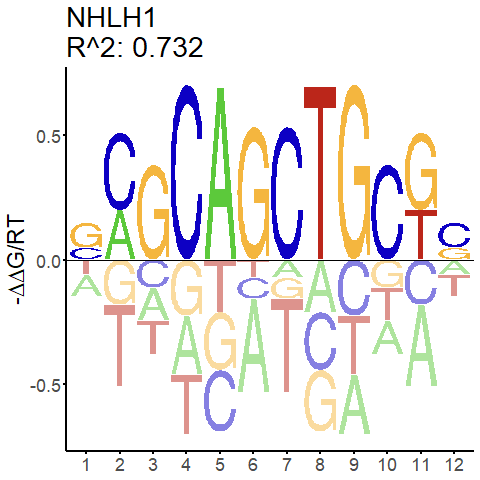 NHLH1
R^2: 0.732
-ΔΔG/RT
0.5
0.0
-0.5
G C A G C A G C T G C G C
C A T G
T G C G T T A A C G C A
A T A A G C G G C T A T
T T T C A T C T A
G A
1 2 3 4 5 6 7 8 9 10 11 12